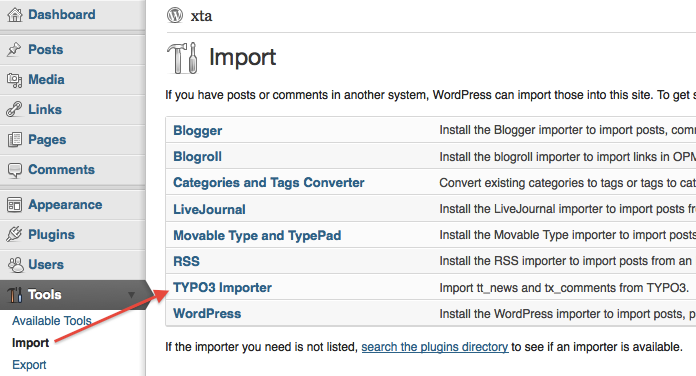 Dashboard
Posts
Media
Links
Pages
Comments
Appearance
Plugins
Users
Tools
Available Tools
Import
Export
xta
Import
If you have posts or comments in another system, WordPress can import those into this site. To get s
Blogger Install the Blogger importer to import posts, com
Blogroll Install the blogroll importer to import links in OPM
Categories and Tags Converter Convert existing categories to tags or tags to cat
LiveJournal Install the LiveJournal importer to import posts fr
Movable Type and TypePad Install the Movable Type importer to import posts
RSS Install the RSS importer to import posts from an
TYPO3 Importer Import tt_news and tx_comments from TYPO3.
WordPress Install the WordPress importer to import posts, p
If the importer you need is not listed, search the plugins directory to see if an importer is available.